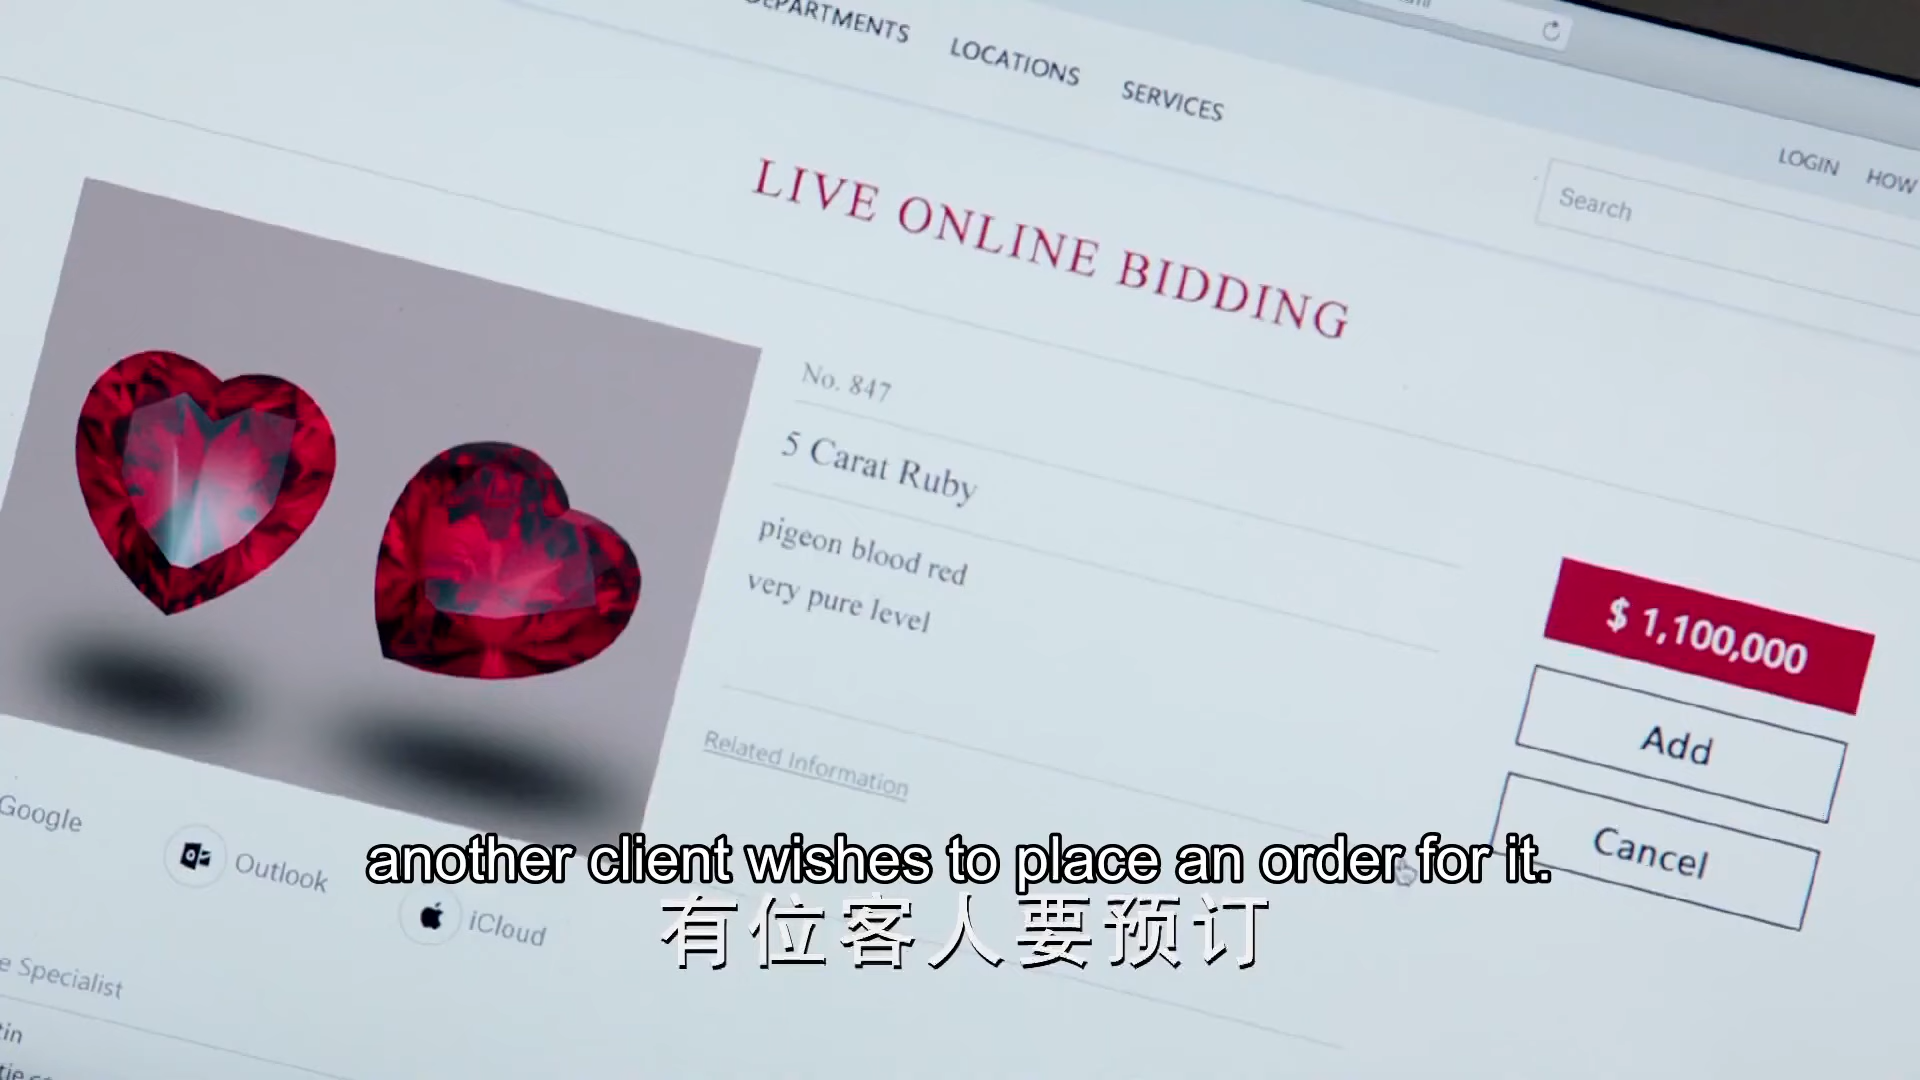 DEPARTMENTS LOCATIONS SERVICES
LOGIN HOW
Search
LIVE ONLINE BIDDING
No. 847
5 Carat Ruby
pigeon blood red
very pure level
$ 1,100,000
Add
Cancel
Related Information
Google
Outlook
iCloud
another client wishes to place an order for it.
有位客人要预订
Specialist